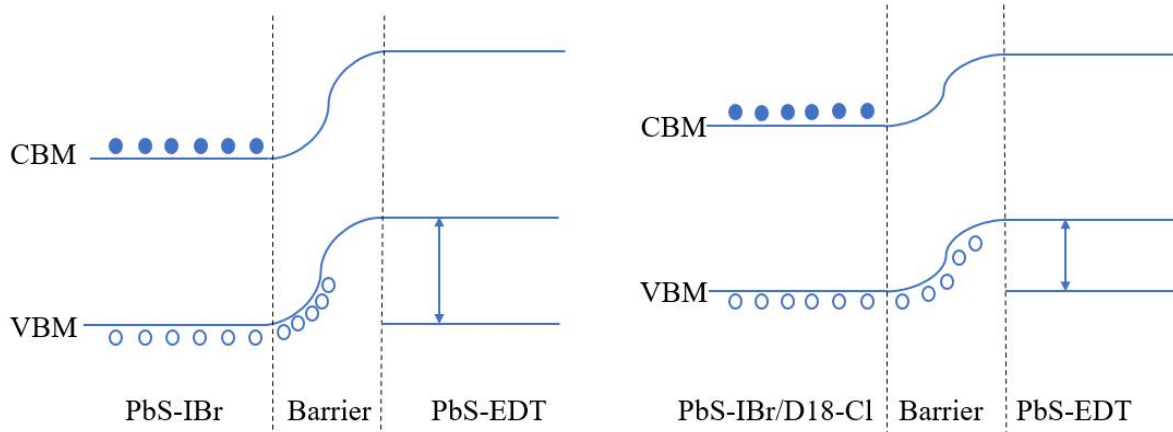 CBM
VBM
PbS-IBr Barrier PbS-EDT
CBM
VBM
PbS-IBr/D18-Cl Barrier PbS-EDT